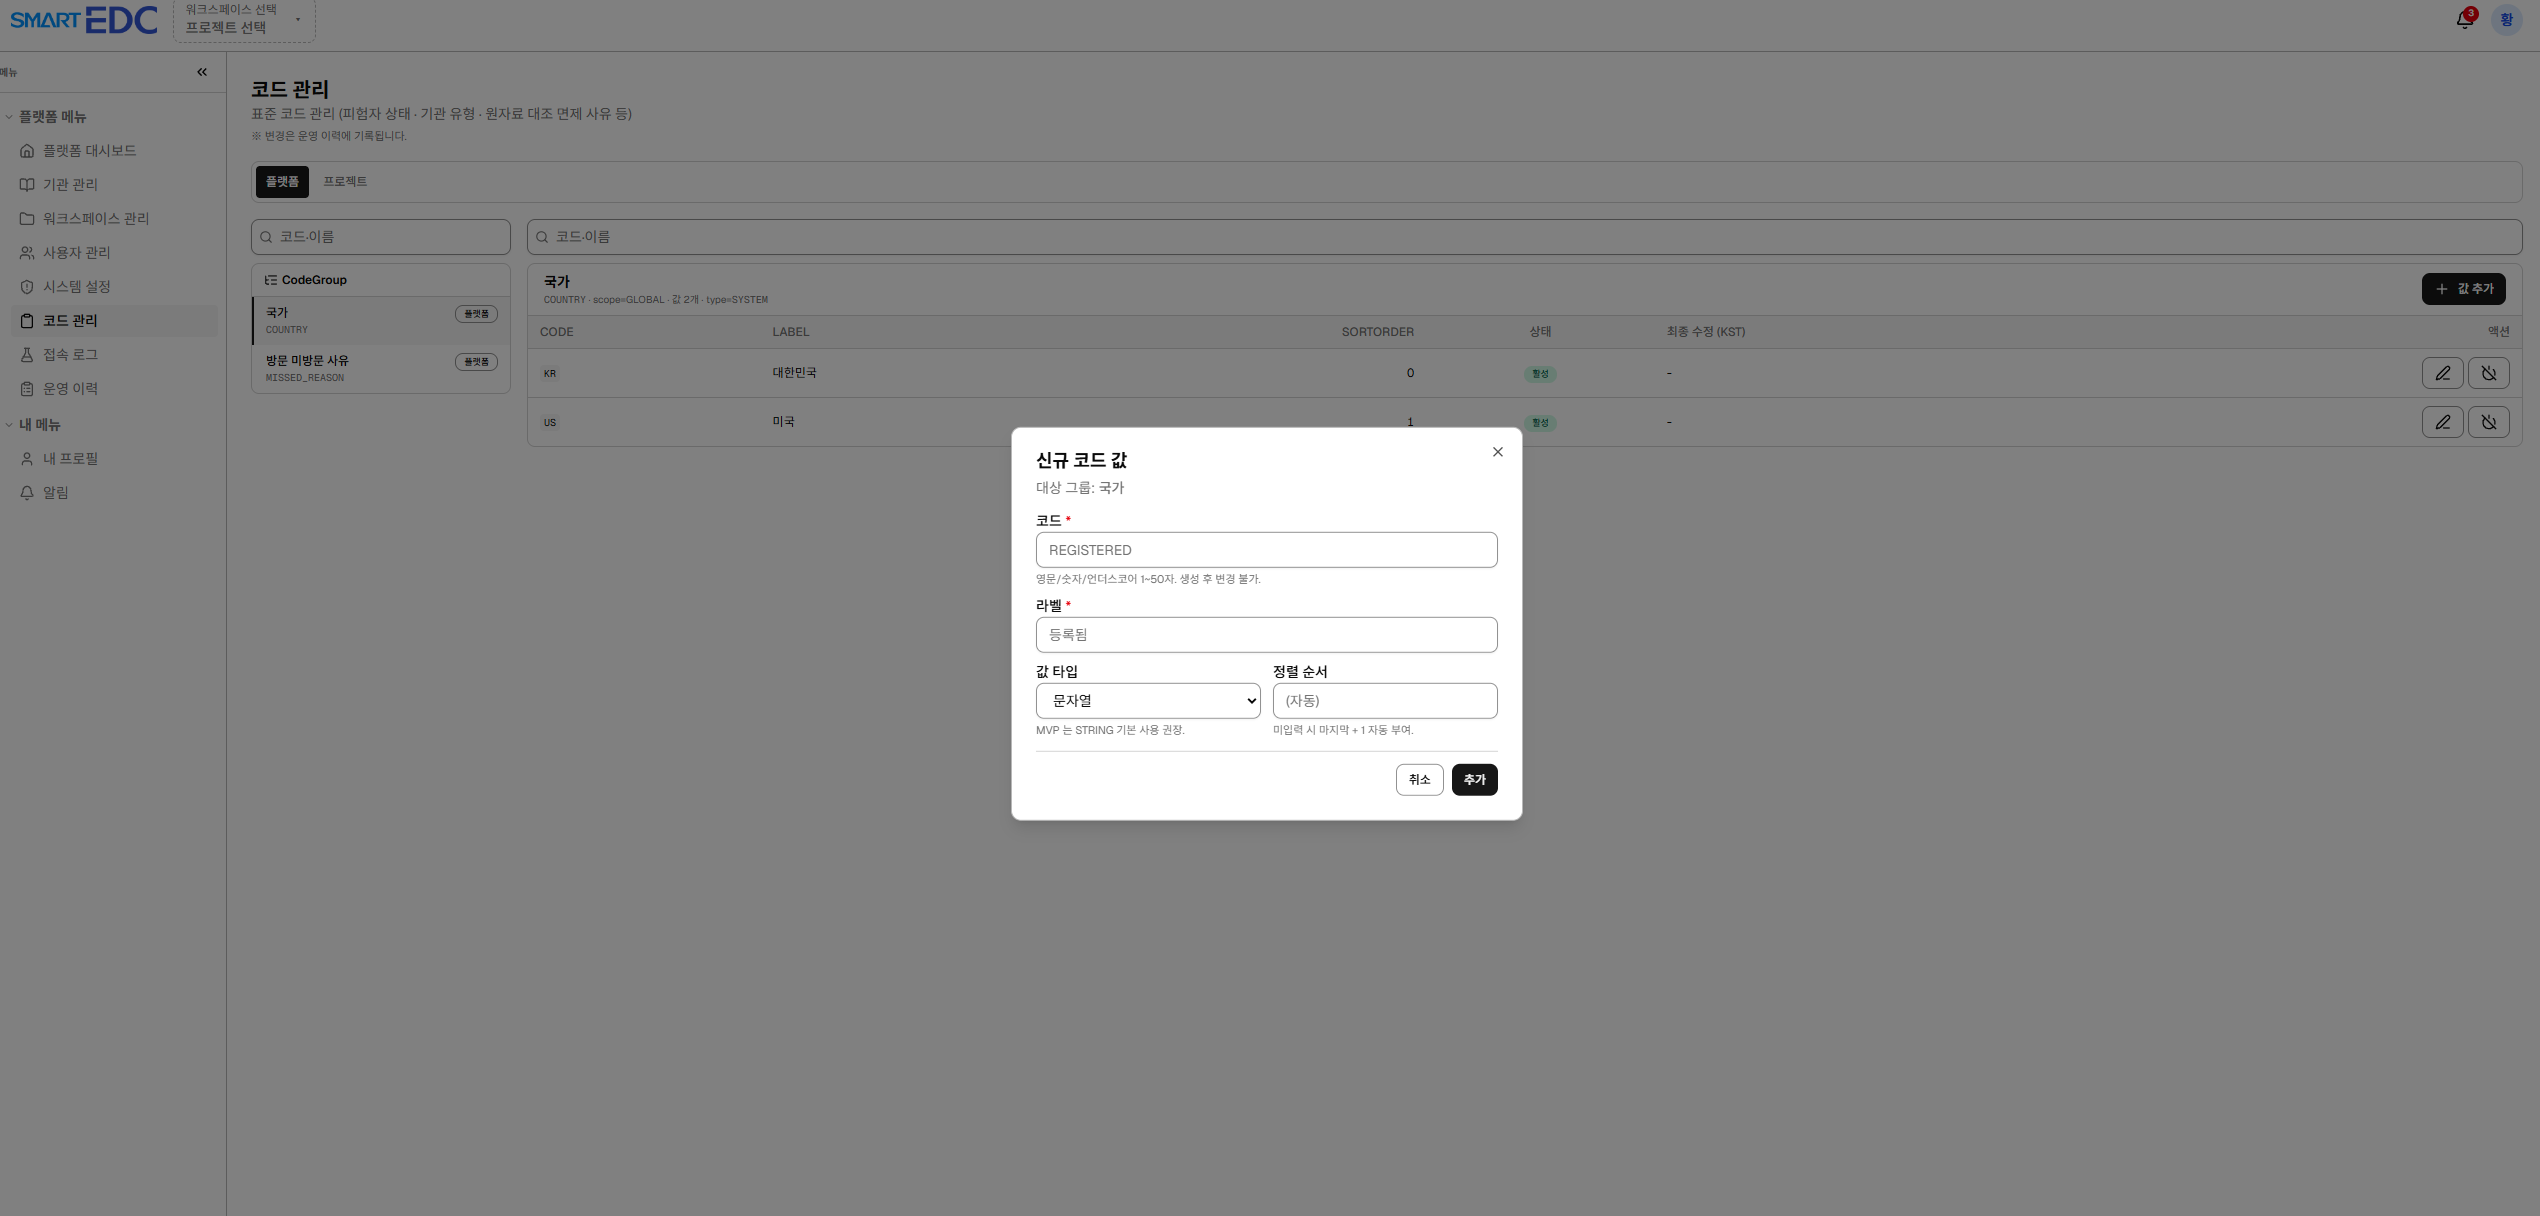 SMART EDC
워크스페이스 선택
프로젝트 선택
3
황
메뉴
플랫폼 메뉴
플랫폼 대시보드
기관 관리
워크스페이스 관리
사용자 관리
시스템 설정
코드 관리
접속 로그
운영 이력
내 메뉴
내 프로필
알림
코드 관리
표준 코드 관리 (피험자 상태 · 기관 유형 · 원자료 대조 면제 사유 등)
※ 변경은 운영 이력에 기록됩니다.
플랫폼 프로젝트
코드·이름
코드·이름
CodeGroup
국가 플랫폼
COUNTRY
방문 미방문 사유 플랫폼
MISSED_REASON
국가
COUNTRY · scope=GLOBAL · 값 2개 · type=SYSTEM
값 추가
CODE LABEL SORTORDER 상태 최종 수정 (KST) 액션
KR 대한민국 0 활성 -
US 미국 1 활성 -
신규 코드 값
대상 그룹: 국가
코드 *
REGISTERED
영문/숫자/언더스코어 1~50자. 생성 후 변경 불가.
라벨 *
등록됨
값 타입 정렬 순서
문자열 (자동)
MVP 는 STRING 기본 사용 권장. 미입력 시 마지막 + 1 자동 부여.
취소 추가